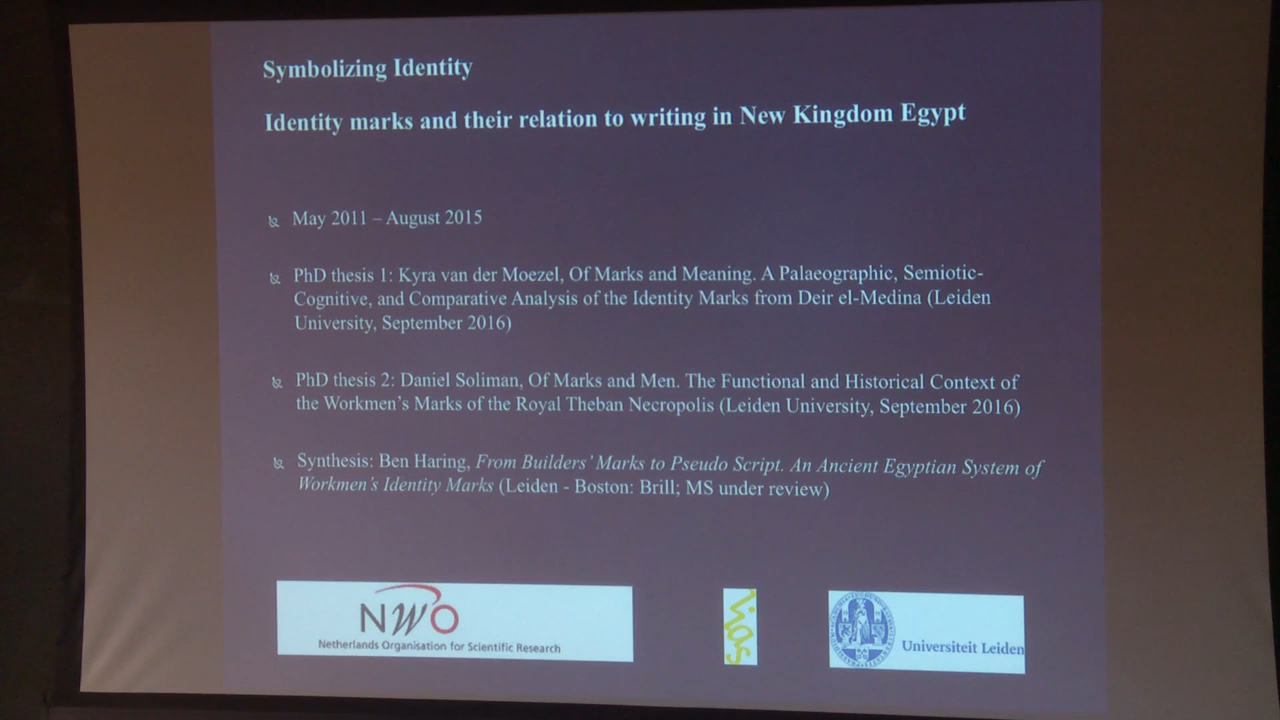 Symbolizing Identity
Identity marks and their relation to writing in New Kingdom Egypt
May 2011 – August 2015
PhD thesis 1: Kyra van der Moezel, Of Marks and Meaning. A Palaeographic, Semiotic-
Cognitive, and Comparative Analysis of the Identity Marks from Deir el-Medina (Leiden
University, September 2016)
PhD thesis 2: Daniel Soliman, Of Marks and Men. The Functional and Historical Context of
the Workmen's Marks of the Royal Theban Necropolis (Leiden University, September 2016)
Synthesis: Ben Haring, From Builders' Marks to Pseudo Script. An Ancient Egyptian System of
Workmen's Identity Marks (Leiden - Boston: Brill; MS under review)
NWO
Netherlands Organisation for Scientific Research
lias
Universiteit Leiden